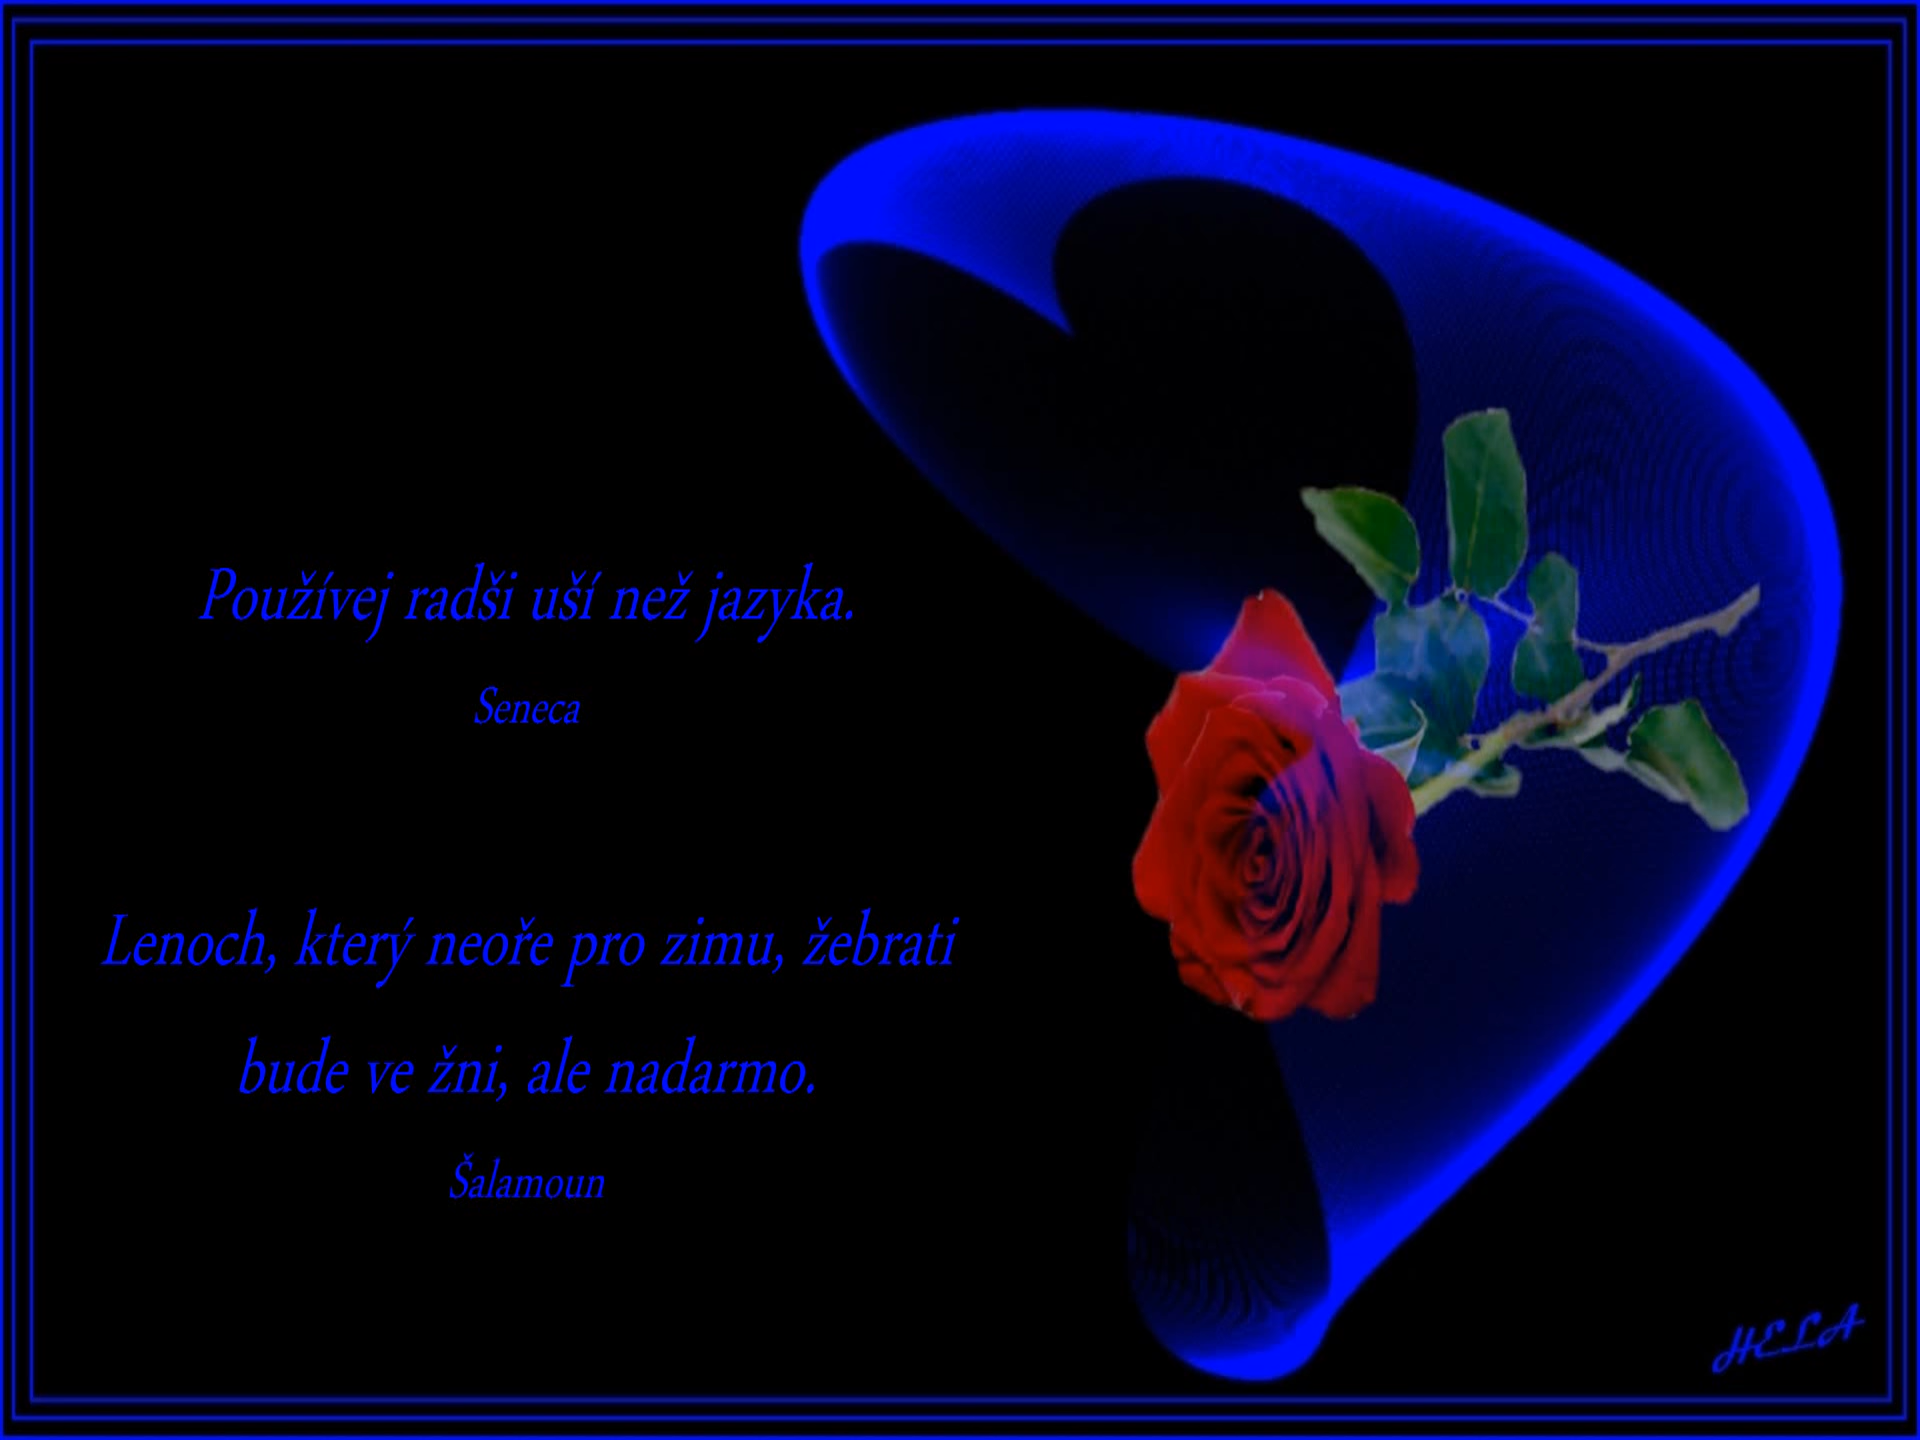 Používej radši uší než jazyka.
Seneca
Lenoch, který neoře pro zimu, žebrati
bude ve žni, ale nadarmo.
Šalamoun
HELA